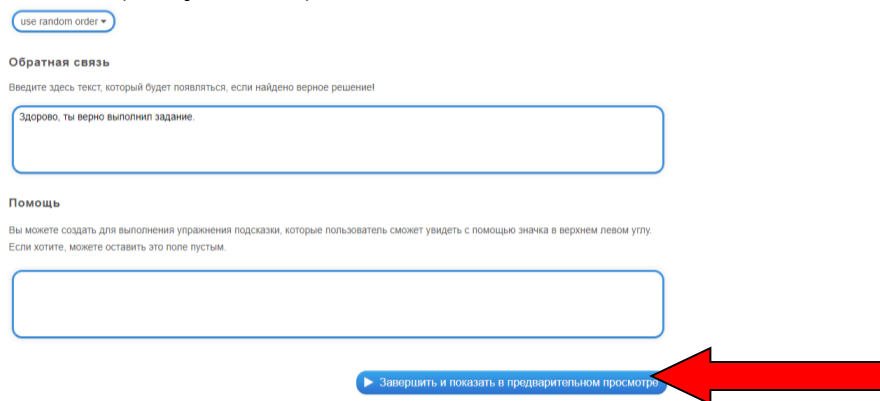 use random order
Обратная связь
Введите здесь текст, который будет появляться, если найдено верное решение!
Здорово, ты верно выполнил задание.
Помощь
Вы можете создать для выполнения упражнения подсказки, которые пользователь сможет увидеть с помощью значка в верхнем левом углу.
Если хотите, можете оставить это поле пустым.
Завершить и показать в предварительном просмотре